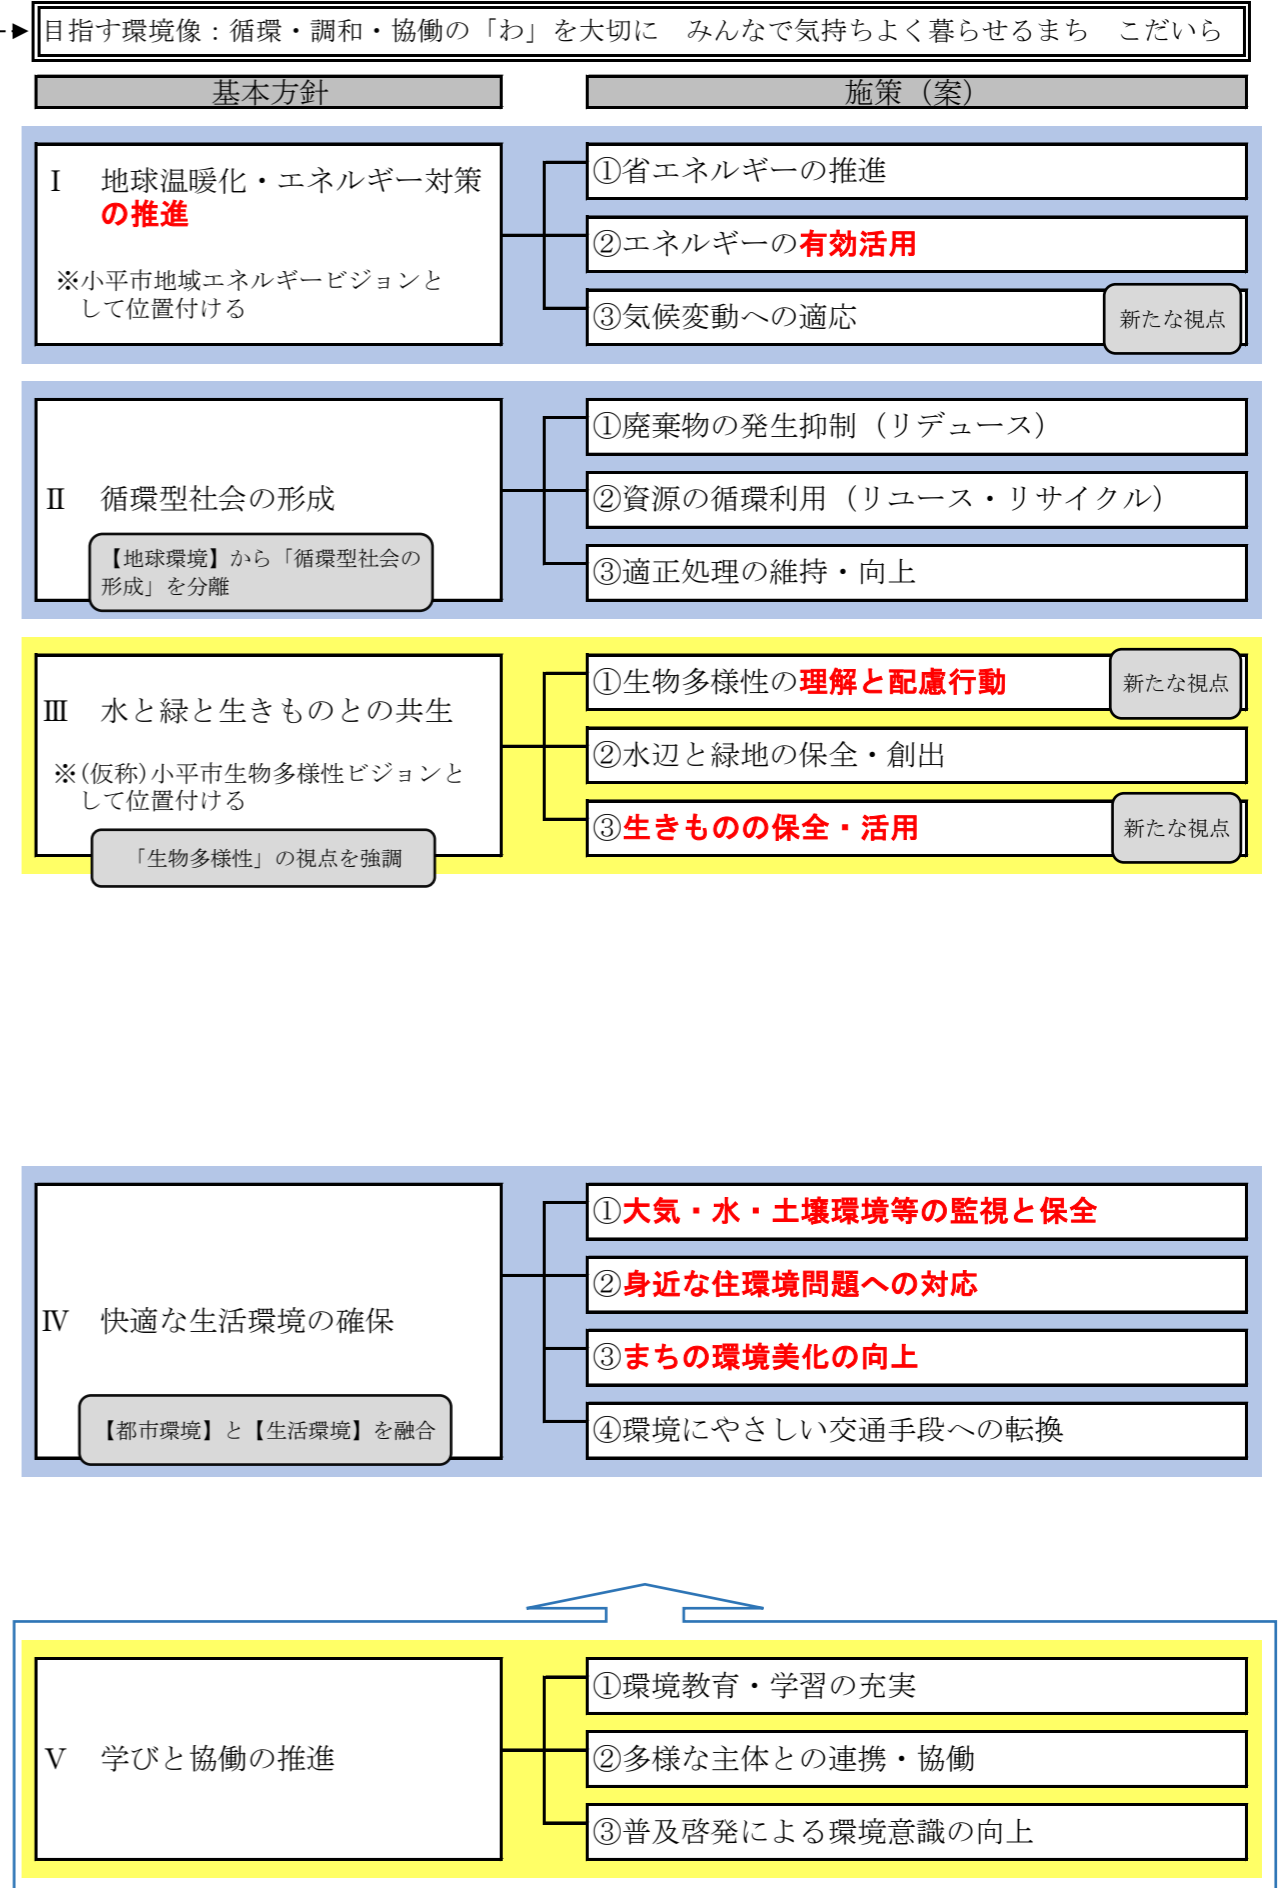 目指す環境像：循環・調和・協働の「わ」を大切に　みんなで気持ちよく暮らせるまち　こだいら
基本方針
施策（案）
Ⅰ　地球温暖化・エネルギー対策
の推進
※小平市地域エネルギービジョンと
して位置付ける
①省エネルギーの推進
②エネルギーの有効活用
③気候変動への適応
新たな視点
Ⅱ　循環型社会の形成
【地球環境】から「循環型社会の
形成」を分離
①廃棄物の発生抑制（リデュース）
②資源の循環利用（リユース・リサイクル）
③適正処理の維持・向上
Ⅲ　水と緑と生きものとの共生
※(仮称)小平市生物多様性ビジョンと
して位置付ける
「生物多様性」の視点を強調
①生物多様性の理解と配慮行動
新たな視点
②水辺と緑地の保全・創出
③生きものの保全・活用
新たな視点
Ⅳ　快適な生活環境の確保
【都市環境】と【生活環境】を融合
①大気・水・土壌環境等の監視と保全
②身近な住環境問題への対応
③まちの環境美化の向上
④環境にやさしい交通手段への転換
Ⅴ　学びと協働の推進
①環境教育・学習の充実
②多様な主体との連携・協働
③普及啓発による環境意識の向上